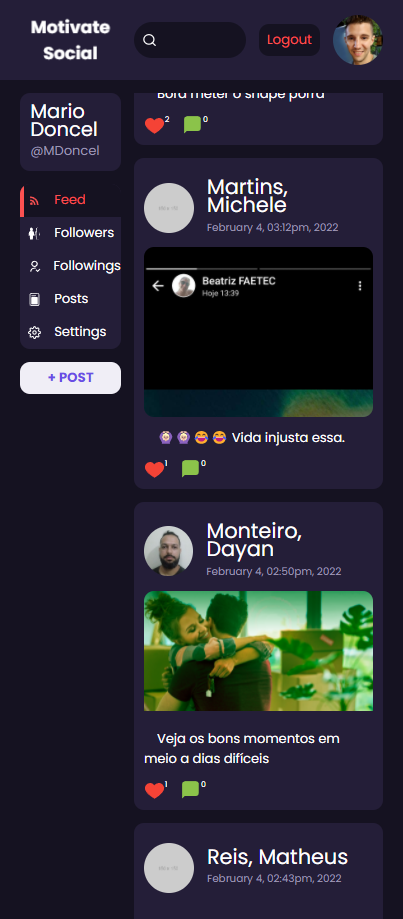 Motivate
Social
Logout
Mario
Doncel
@MDoncel
Feed
Followers
Followings
Posts
Settings
+ POST
Bora meter o shape porra
2
0
Martins,
Michele
February 4, 03:12pm, 2022
Beatriz FAETEC
Hoje 13:39
Vida injusta essa.
1
0
Monteiro,
Dayan
February 4, 02:50pm, 2022
Veja os bons momentos em
meio a dias difíceis
1
0
Reis, Matheus
February 4, 02:43pm, 2022